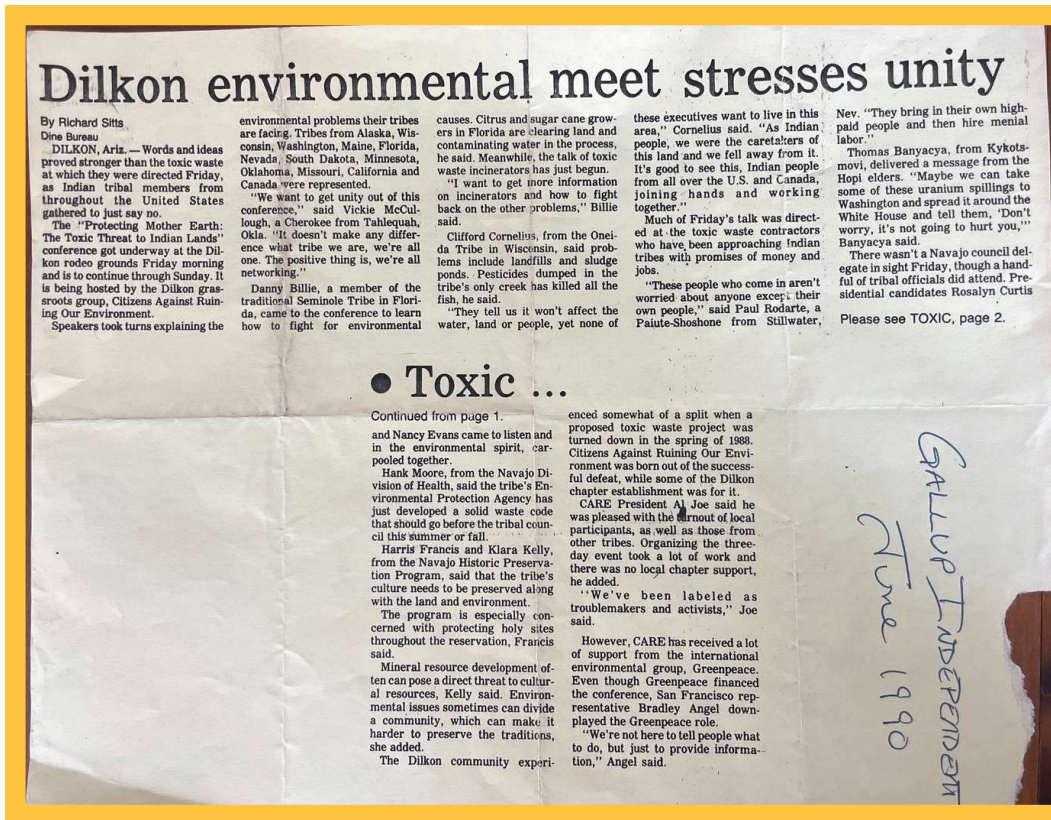 Dilkon environmental meet stresses unity
By Richard Sitts
Dine Bureau
DILKON, Ariz. — Words and ideas
proved stronger than the toxic waste
at which they were directed Friday,
as Indian tribal members from
throughout the United States
gathered to just say no.
The "Protecting Mother Earth:
The Toxic Threat to Indian Lands"
conference got underway at the Dil-
kon rodeo grounds Friday morning
and is to continue through Sunday. It
is being hosted by the Dilkon gras-
sroots group, Citizens Against Ruin-
ing Our Environment.
Speakers took turns explaining the
environmental problems their tribes
are facing. Tribes from Alaska, Wis-
consin, Washington, Maine, Florida,
Nevada, South Dakota, Minnesota,
Oklahoma, Missouri, California and
Canada were represented.
"We want to get unity out of this
conference," said Vickie McCul-
lough, a Cherokee from Tahlequah,
Okla. "It doesn't make any differ-
ence what tribe we are, we're all
one. The positive thing is, we're all
networking."
Danny Billie, a member of the
traditional Seminole Tribe in Flori-
da, came to the conference to learn
how to fight for environmental
causes. Citrus and sugar cane grow-
ers in Florida are clearing land and
contaminating water in the process,
he said. Meanwhile, the talk of toxic
waste incinerators has just begun.
"I want to get more information
on incinerators and how to fight
back on the other problems," Billie
said.
Clifford Cornelius, from the Onei-
da Tribe in Wisconsin, said prob-
lems include landfills and sludge
ponds. Pesticides dumped in the
tribe's only creek has killed all the
fish, he said.
"They tell us it won't affect the
water, land or people, yet none of
these executives want to live in this
area," Cornelius said. "As Indian
people, we were the caretakers of
this land and we fell away from it.
It's good to see this, Indian people
from all over the U.S. and Canada,
joining hands and working
together."
Much of Friday's talk was direct-
ed at the toxic waste contractors
who have been approaching Indian
tribes with promises of money and
jobs.
"These people who come in aren't
worried about anyone except their
own people," said Paul Rodarte, a
Paiute-Shoshone from Stillwater,
Nev. "They bring in their own high-
paid people and then hire menial
labor."
Thomas Banyacya, from Kykots-
movi, delivered a message from the
Hopi elders. "Maybe we can take
some of these uranium spillings to
Washington and spread it around the
White House and tell them, 'Don't
worry, it's not going to hurt you,'"
Banyacya said.
There wasn't a Navajo council del-
egate in sight Friday, though a hand-
ful of tribal officials did attend. Pre-
sidential candidates Rosalyn Curtis
Please see TOXIC, page 2.
● Toxic ...
Continued from page 1.
and Nancy Evans came to listen and
in the environmental spirit, car-
pooled together.
Hank Moore, from the Navajo Di-
vision of Health, said the tribe's En-
vironmental Protection Agency has
just developed a solid waste code
that should go before the tribal coun-
cil this summer or fall.
Harris Francis and Klara Kelly,
from the Navajo Historic Preserva-
tion Program, said that the tribe's
culture needs to be preserved along
with the land and environment.
The program is especially con-
cerned with protecting holy sites
throughout the reservation, Francis
said.
Mineral resource development of-
ten can pose a direct threat to cultur-
al resources, Kelly said. Environ-
mental issues sometimes can divide
a community, which can make it
harder to preserve the traditions,
she added.
The Dilkon community experi-
enced somewhat of a split when a
proposed toxic waste project was
turned down in the spring of 1988.
Citizens Against Ruining Our Envi-
ronment was born out of the success-
ful defeat, while some of the Dilkon
chapter establishment was for it.
CARE President Al Joe said he
was pleased with the turnout of local
participants, as well as those from
other tribes. Organizing the three-
day event took a lot of work and
there was no local chapter support,
he added.
"We've been labeled as
troublemakers and activists," Joe
said.
However, CARE has received a lot
of support from the international
environmental group, Greenpeace.
Even though Greenpeace financed
the conference, San Francisco rep-
resentative Bradley Angel down-
played the Greenpeace role.
"We're not here to tell people what
to do, but just to provide informa-
tion," Angel said.
GALLUP INDEPENDENT
June 1990